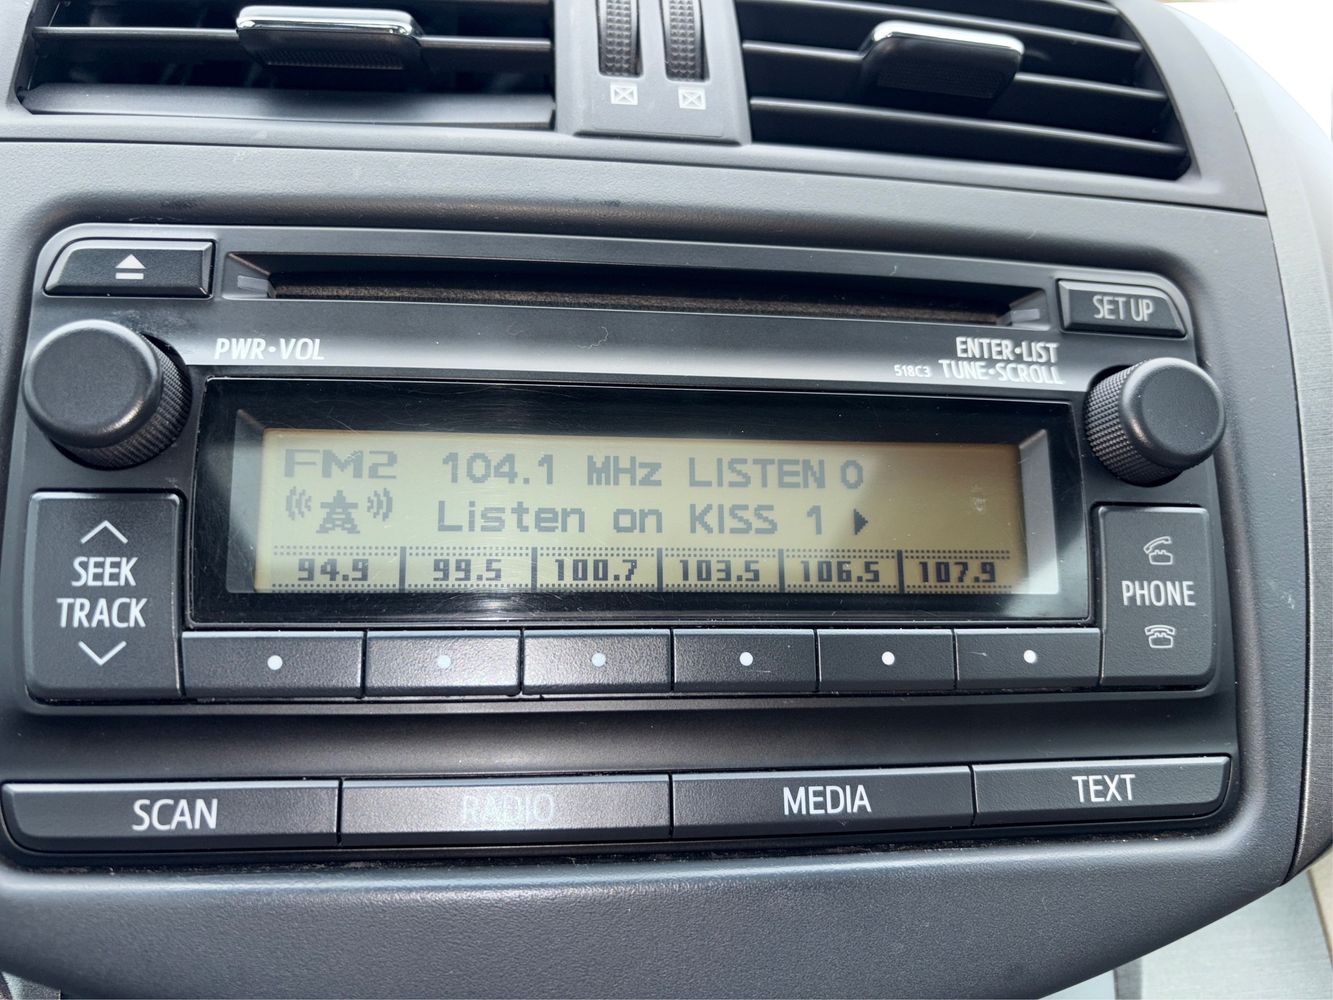 SET UP
PWR•VOL
ENTER•LIST
518C3 TUNE•SCROLL
FM2 104.1 MHz LISTEN O
Listen on KISS 1
94.9 99.5 100.7 103.5 106.5 107.9
SEEK
TRACK
PHONE
SCAN RADIO MEDIA TEXT